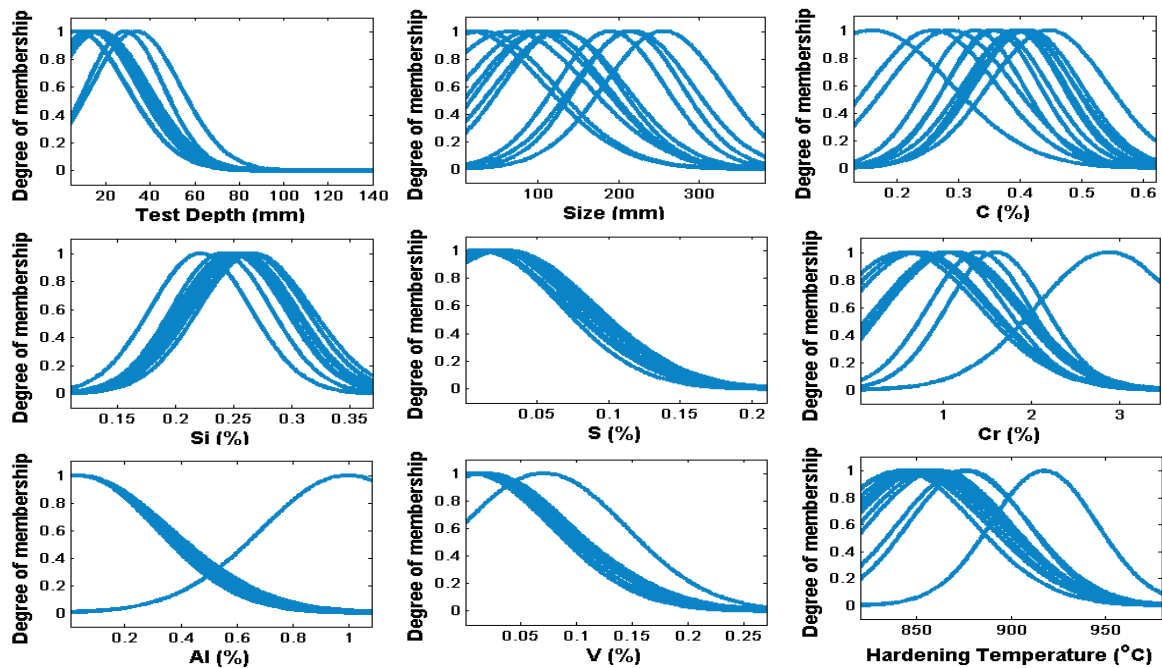 Degree of membership
1
0.8
0.6
0.4
0.2
0
20 40 60 80 100 120 140
Test Depth (mm)
Degree of membership
1
0.8
0.6
0.4
0.2
0
100 200 300
Size (mm)
Degree of membership
1
0.8
0.6
0.4
0.2
0
0.2 0.3 0.4 0.5 0.6
C (%)
Degree of membership
1
0.8
0.6
0.4
0.2
0
0.15 0.2 0.25 0.3 0.35
Si (%)
Degree of membership
1
0.8
0.6
0.4
0.2
0
0.05 0.1 0.15 0.2
S (%)
Degree of membership
1
0.8
0.6
0.4
0.2
0
1 2 3
Cr (%)
Degree of membership
1
0.8
0.6
0.4
0.2
0
0.2 0.4 0.6 0.8 1
Al (%)
Degree of membership
1
0.8
0.6
0.4
0.2
0
0.05 0.1 0.15 0.2 0.25
V (%)
Degree of membership
1
0.8
0.6
0.4
0.2
0
850 900 950
Hardening Temperature (°C)